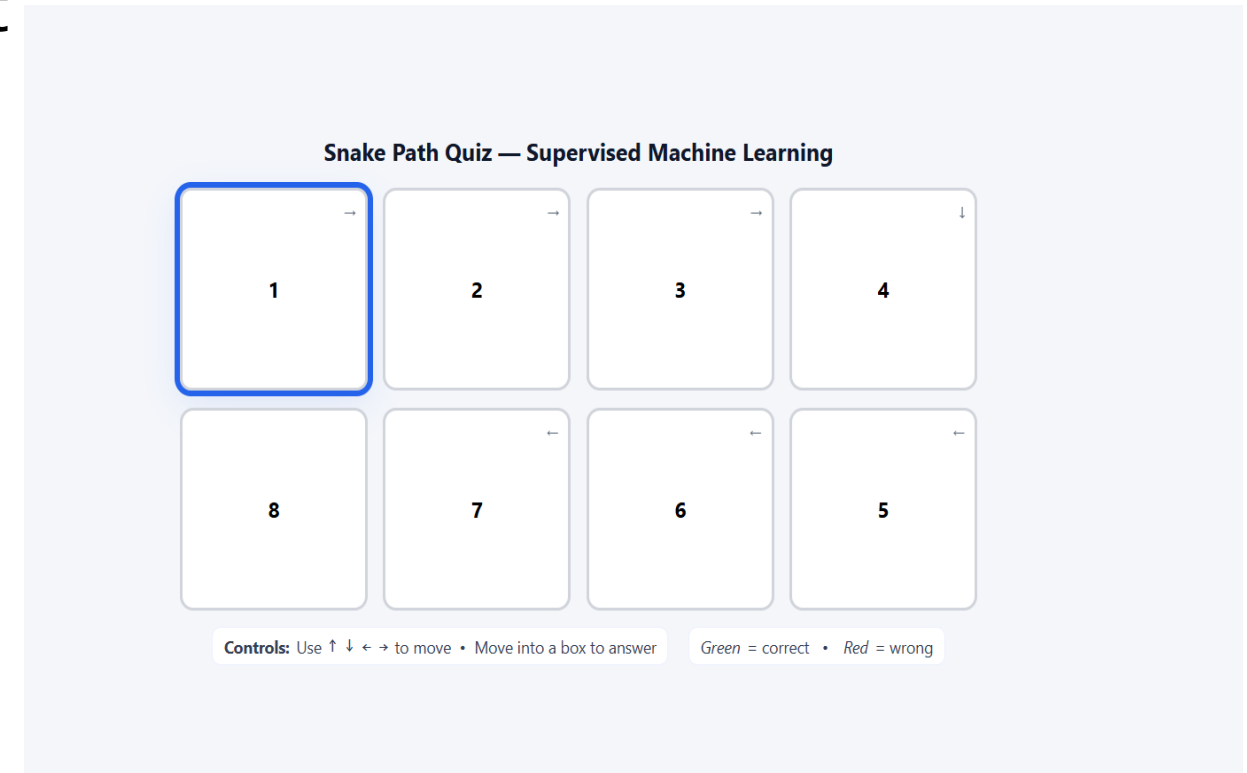 Snake Path Quiz — Supervised Machine Learning
→ → → ↓
1 2 3 4
← ← ←
8 7 6 5
Controls: Use ↑ ↓ ← → to move • Move into a box to answer Green = correct • Red = wrong